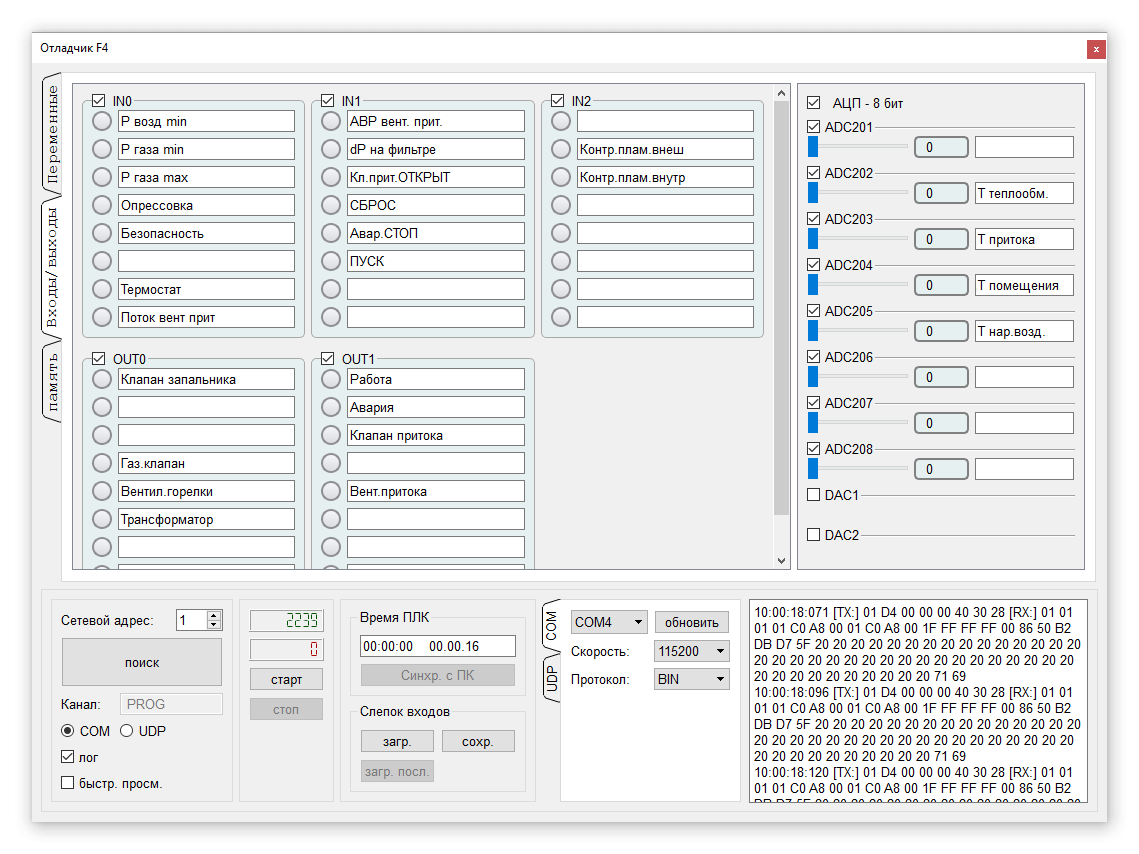 Отладчик F4
x
Переменные
Входы/выходы
память
IN0
P возд min
P газа min
P газа max
Опрессовка
Безопасность
Термостат
Поток вент прит
IN1
АВР вент. прит.
dP на фильтре
Кл.прит.ОТКРЫТ
СБРОС
Авар.СТОП
ПУСК
IN2
Контр.плам.внеш
Контр.плам.внутр
OUT0
Клапан запальника
Газ.клапан
Вентил.горелки
Трансформатор
OUT1
Работа
Авария
Клапан притока
Вент.притока
АЦП - 8 бит
ADC201
0
ADC202
0 Т теплообм.
ADC203
0 Т притока
ADC204
0 Т помещения
ADC205
0 Т нар.возд.
ADC206
0
ADC207
0
ADC208
0
DAC1
DAC2
Сетевой адрес: 1
поиск
Канал: PROG
COM UDP
лог
быстр. просм.
2239
0
старт
стоп
Время ПЛК
00:00:00 00.00.16
Синхр. с ПК
Слепок входов
загр. сохр.
загр. посл.
COM
UDP
COM4 обновить
Скорость: 115200
Протокол: BIN
10:00:18:071 [TX:] 01 D4 00 00 00 40 30 28 [RX:] 01 01
01 01 C0 A8 00 01 C0 A8 00 1F FF FF FF 00 86 50 B2
DB D7 5F 20 20 20 20 20 20 20 20 20 20 20 20 20 20
20 20 20 20 20 20 20 20 20 20 20 20 20 20 20 20 20
20 20 20 20 20 20 20 20 20 20 71 69
10:00:18:096 [TX:] 01 D4 00 00 00 40 30 28 [RX:] 01 01
01 01 C0 A8 00 01 C0 A8 00 1F FF FF FF 00 86 50 B2
DB D7 5F 20 20 20 20 20 20 20 20 20 20 20 20 20 20
20 20 20 20 20 20 20 20 20 20 20 20 20 20 20 20 20
20 20 20 20 20 20 20 20 20 20 71 69
10:00:18:120 [TX:] 01 D4 00 00 00 40 30 28 [RX:] 01 01
01 01 C0 A8 00 01 C0 A8 00 1F FF FF FF 00 86 50 B2
DB D7 5F 20 20 20 20 20 20 20 20 20 20 20 20 20 20